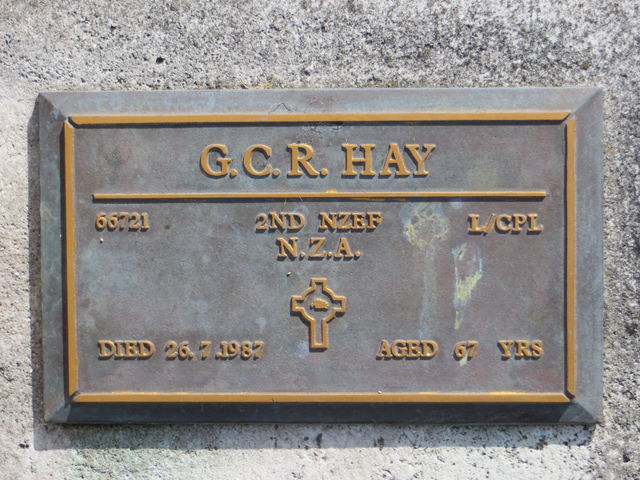 G.C.R. HAY
66721 2ND NZEF L/CPL
N.Z.A.
DIED 26.7.1987 AGED 67 YRS